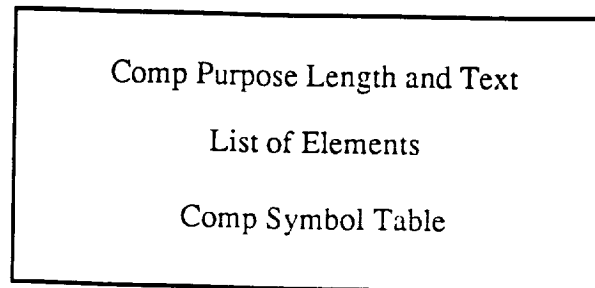 Comp Purpose Length and Text
List of Elements
Comp Symbol Table